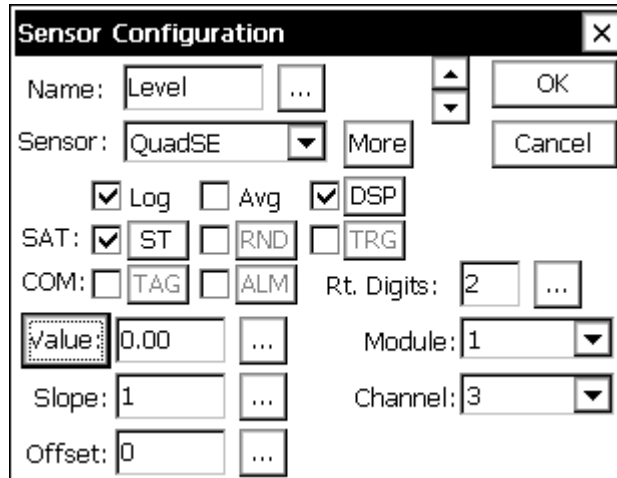 Sensor Configuration
Name: Level ... OK
Sensor: QuadSE More Cancel
Log Avg DSP
SAT: ST RND TRG
COM: TAG ALM Rt. Digits: 2 ...
Value: 0.00 ... Module: 1
Slope: 1 ... Channel: 3
Offset: 0 ...